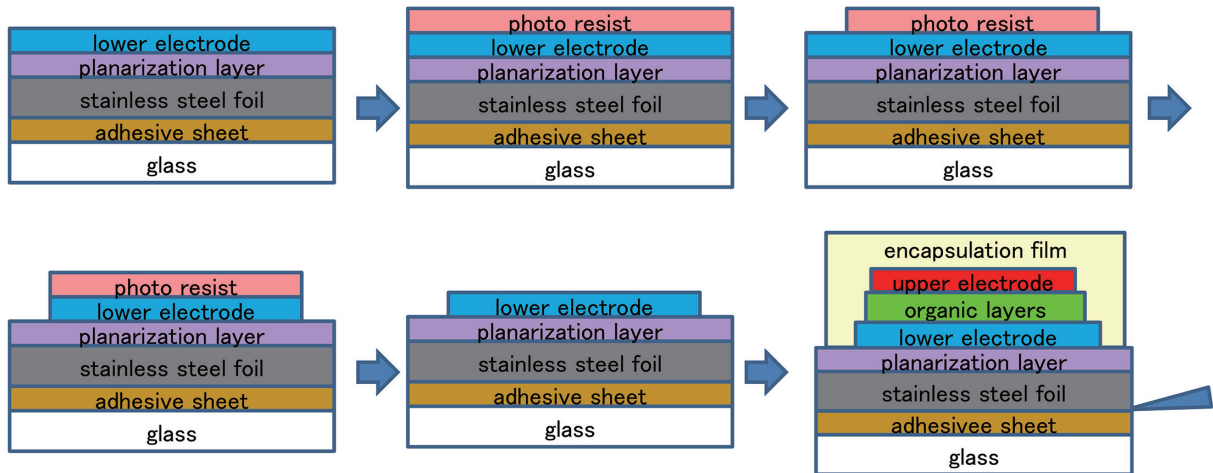 lower electrode
planarization layer
stainless steel foil
adhesive sheet
glass
photo resist
lower electrode
planarization layer
stainless steel foil
adhesive sheet
glass
photo resist
lower electrode
planarization layer
stainless steel foil
adhesive sheet
glass
photo resist
lower electrode
planarization layer
stainless steel foil
adhesive sheet
glass
lower electrode
planarization layer
stainless steel foil
adhesive sheet
glass
encapsulation film
upper electrode
organic layers
lower electrode
planarization layer
stainless steel foil
adhesivee sheet
glass